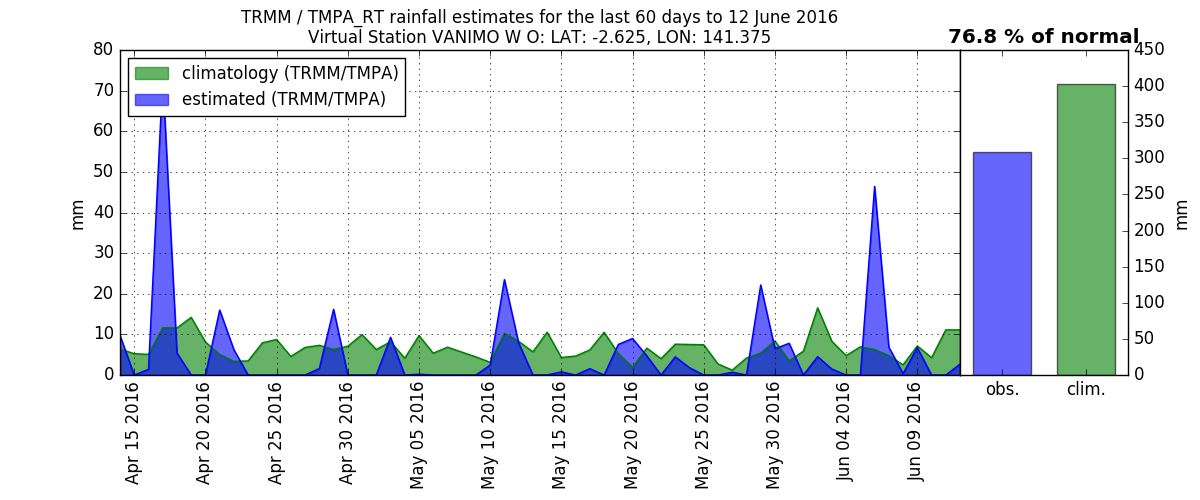 TRMM / TMPA_RT rainfall estimates for the last 60 days to 12 June 2016
Virtual Station VANIMO W O: LAT: -2.625, LON: 141.375
76.8 % of normal
climatology (TRMM/TMPA)
estimated (TRMM/TMPA)
80
70
60
50
40
30
20
10
0
mm
Apr 15 2016
Apr 20 2016
Apr 25 2016
Apr 30 2016
May 05 2016
May 10 2016
May 15 2016
May 20 2016
May 25 2016
May 30 2016
Jun 04 2016
Jun 09 2016
450
400
350
300
250
200
150
100
50
0
mm
obs.
clim.